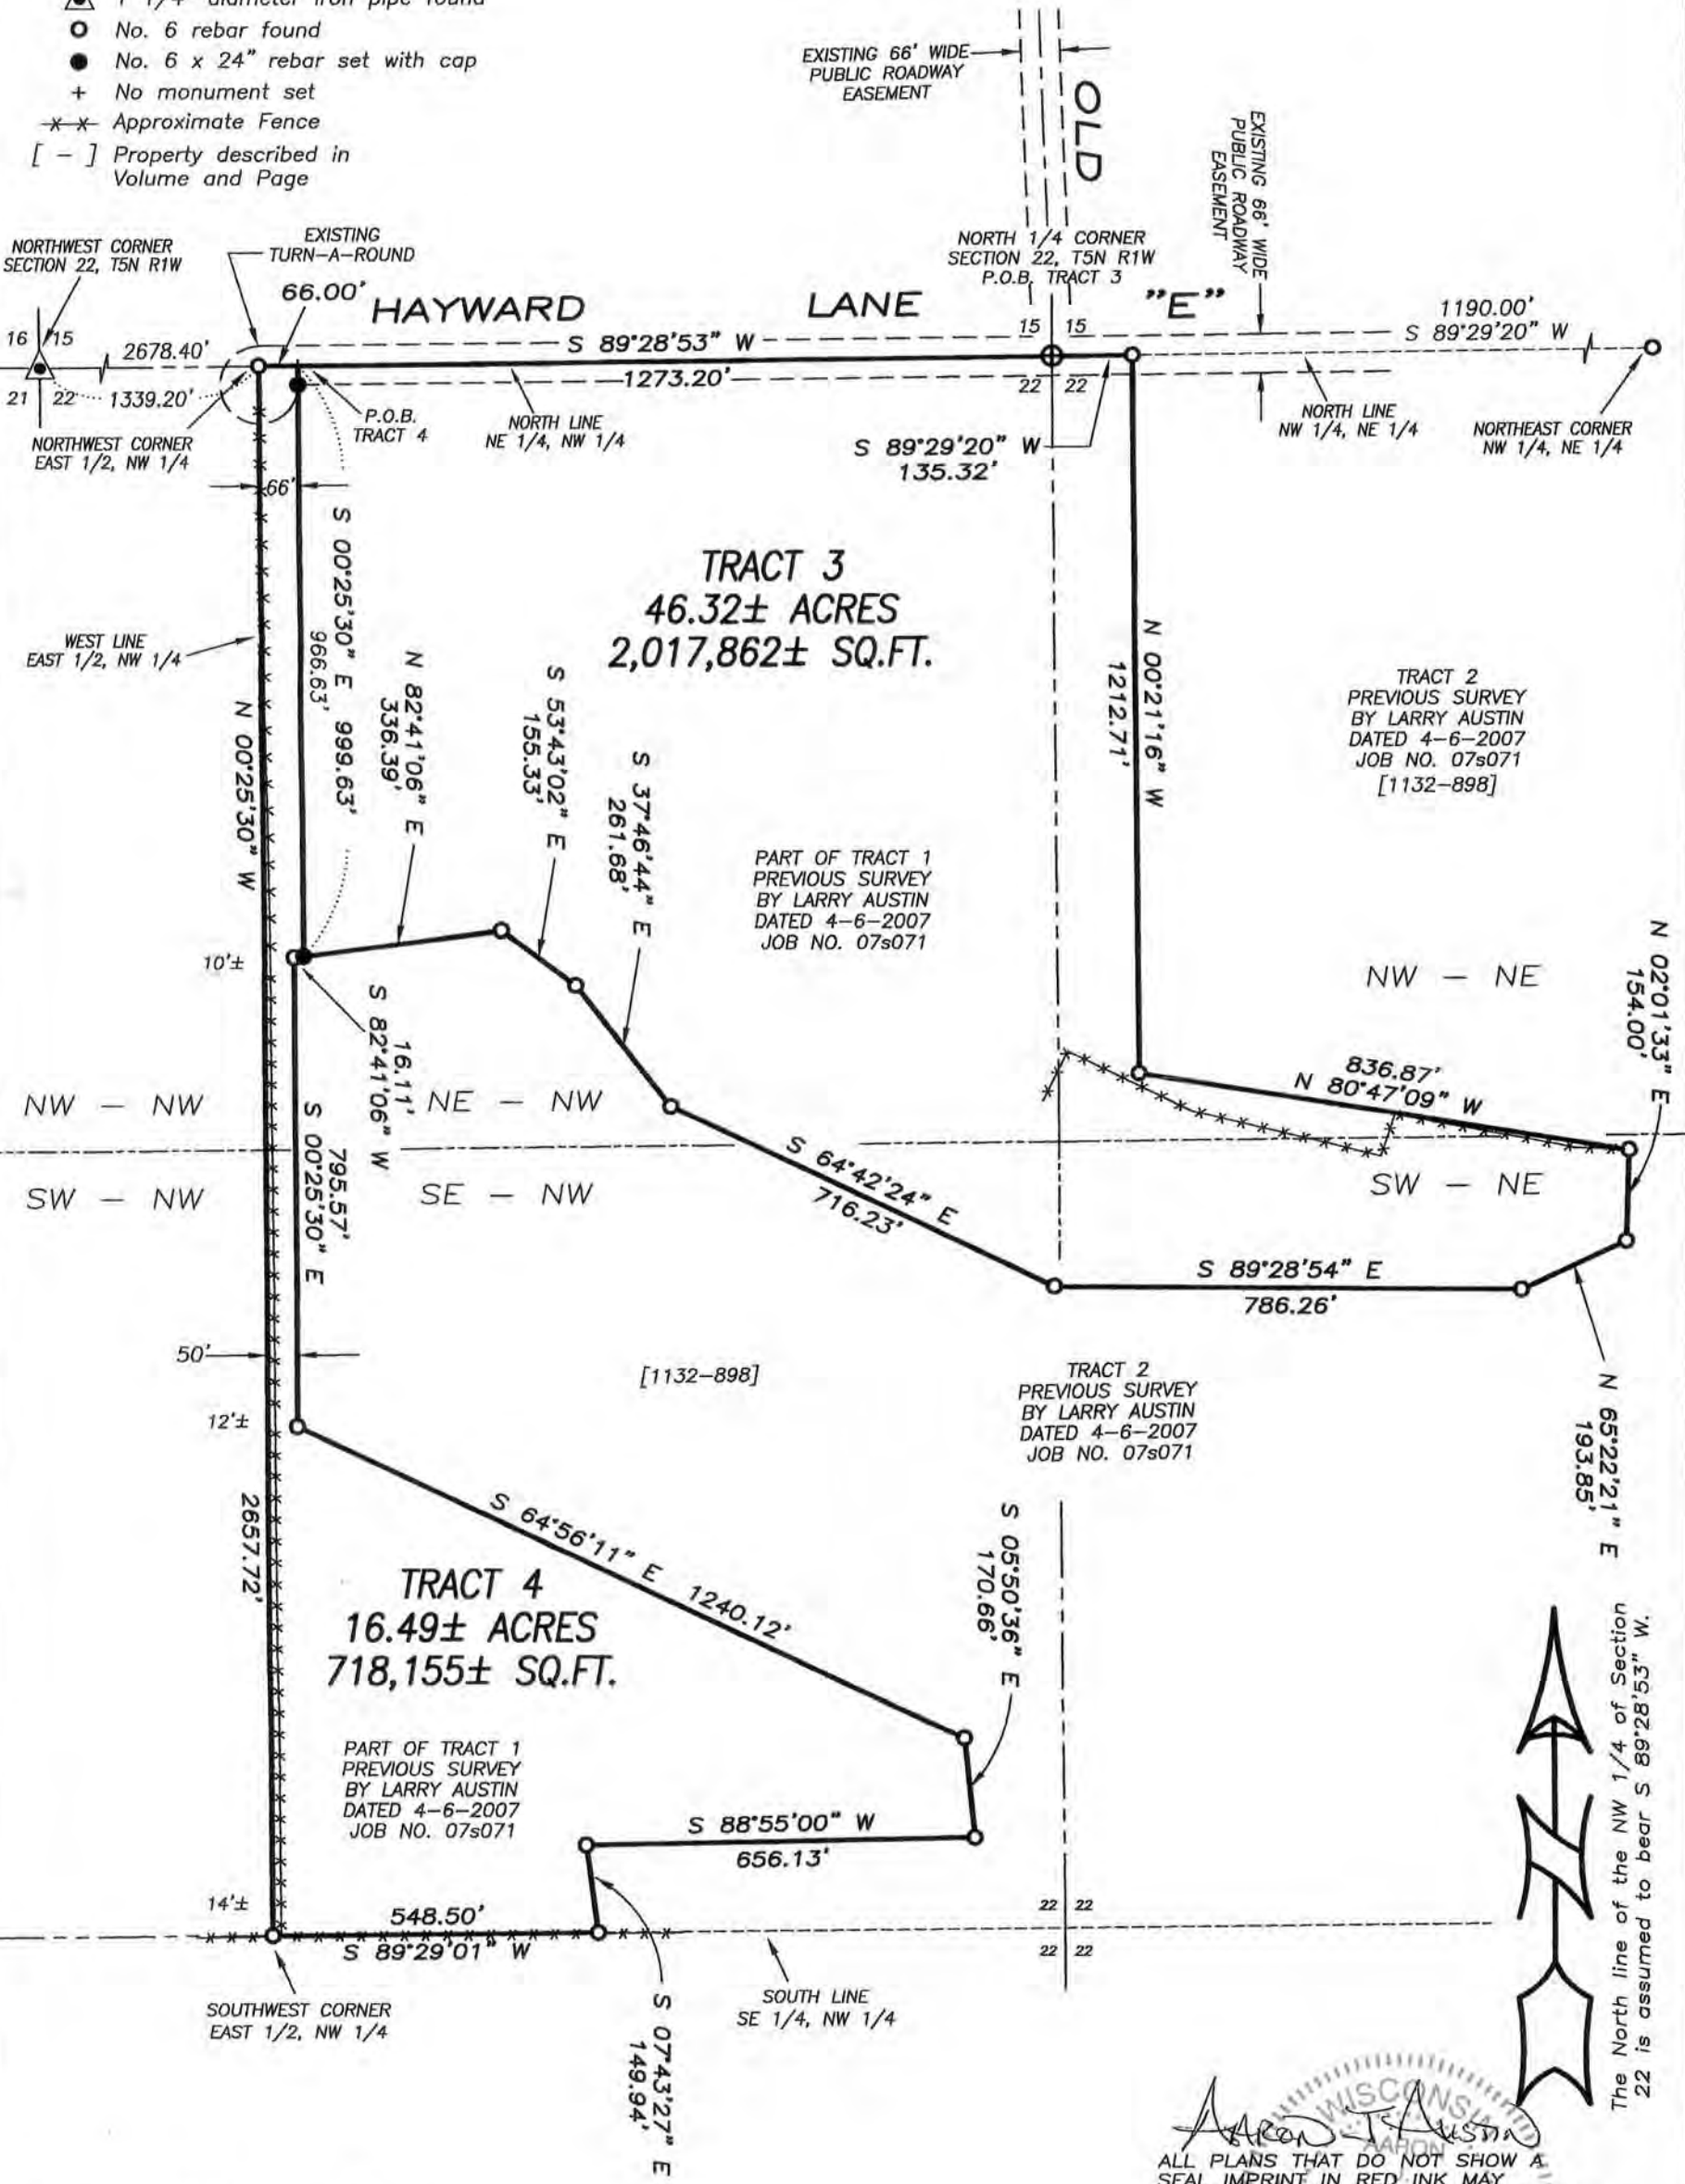 1 1/4" diameter iron pipe found
No. 6 rebar found
No. 6 x 24" rebar set with cap
+ No monument set
-x-x- Approximate Fence
[ - ] Property described in
Volume and Page
EXISTING 66' WIDE
PUBLIC ROADWAY
EASEMENT
OLD
EXISTING 66' WIDE
PUBLIC ROADWAY
EASEMENT
NORTHWEST CORNER
SECTION 22, T5N R1W
EXISTING
TURN-A-ROUND
66.00'
HAYWARD LANE "E"
NORTH 1/4 CORNER
SECTION 22, T5N R1W
P.O.B. TRACT 3
1190.00'
S 89°29'20" W
16 15
21 22
2678.40'
1339.20'
S 89°28'53" W
1273.20'
15 15
22 22
NORTHWEST CORNER
EAST 1/2, NW 1/4
P.O.B.
TRACT 4
NORTH LINE
NE 1/4, NW 1/4
S 89°29'20" W
135.32'
NORTH LINE
NW 1/4, NE 1/4
NORTHEAST CORNER
NW 1/4, NE 1/4
66'
S 00°25'30" E 999.63'
966.63'
TRACT 3
46.32± ACRES
2,017,862± SQ.FT.
WEST LINE
EAST 1/2, NW 1/4
N 00°25'30" W
N 82°41'06" E
336.39'
S 53°43'02" E
155.33'
S 37°46'44" E
261.68'
N 00°21'16" W
1212.71'
TRACT 2
PREVIOUS SURVEY
BY LARRY AUSTIN
DATED 4-6-2007
JOB NO. 07s071
[1132-898]
PART OF TRACT 1
PREVIOUS SURVEY
BY LARRY AUSTIN
DATED 4-6-2007
JOB NO. 07s071
10'±
16.11'
S 82°41'06" W
NW - NE
N 02°01'33" E
154.00'
836.87'
N 80°47'09" W
NW - NW
NE - NW
SW - NW
SE - NW
SW - NE
795.57'
S 00°25'30" E
S 64°42'24" E
716.23'
S 89°28'54" E
786.26'
50'
[1132-898]
TRACT 2
PREVIOUS SURVEY
BY LARRY AUSTIN
DATED 4-6-2007
JOB NO. 07s071
N 65°22'21" E
193.85'
12'±
2657.72'
S 64°56'11" E 1240.12'
S 05°50'36" E
170.66'
TRACT 4
16.49± ACRES
718,155± SQ.FT.
PART OF TRACT 1
PREVIOUS SURVEY
BY LARRY AUSTIN
DATED 4-6-2007
JOB NO. 07s071
S 88°55'00" W
656.13'
14'±
548.50'
S 89°29'01" W
22 22
22 22
SOUTHWEST CORNER
EAST 1/2, NW 1/4
SOUTH LINE
SE 1/4, NW 1/4
S 07°43'27" E
149.94'
N
The North line of the NW 1/4 of Section
22 is assumed to bear S 89°28'53" W.
WISCONSIN
AARON
Aaron J Austin
ALL PLANS THAT DO NOT SHOW A
SEAL IMPRINT IN RED INK MAY